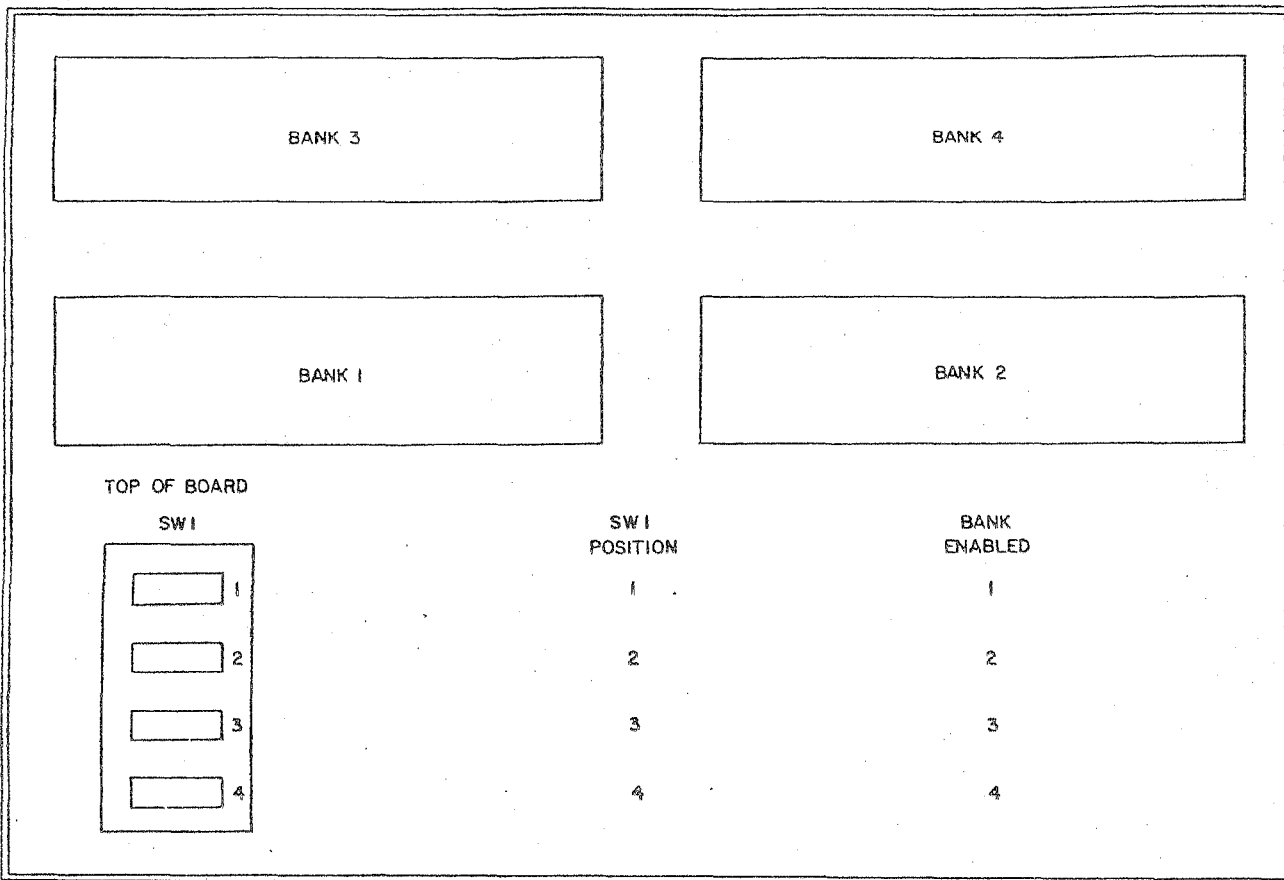 BANK 3
BANK 4
BANK 1
BANK 2
TOP OF BOARD
SW1
1
2
3
4
SW1 POSITION
BANK ENABLED
1 1
2 2
3 3
4 4